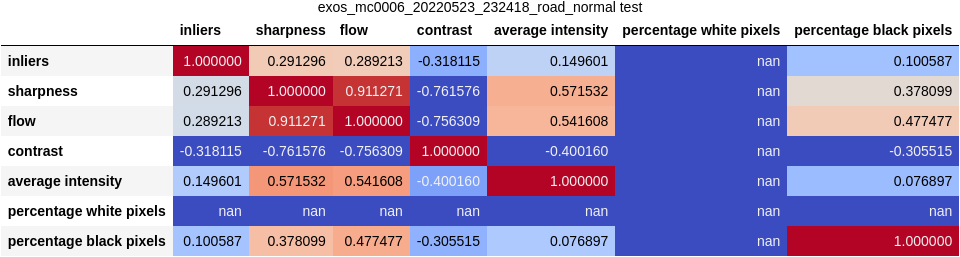 exos_mc0006_20220523_232418_road_normal test
inliers sharpness flow contrast average intensity percentage white pixels percentage black pixels
inliers 1.000000 0.291296 0.289213 -0.318115 0.149601 nan 0.100587
sharpness 0.291296 1.000000 0.911271 -0.761576 0.571532 nan 0.378099
flow 0.289213 0.911271 1.000000 -0.756309 0.541608 nan 0.477477
contrast -0.318115 -0.761576 -0.756309 1.000000 -0.400160 nan -0.305515
average intensity 0.149601 0.571532 0.541608 -0.400160 1.000000 nan 0.076897
percentage white pixels nan nan nan nan nan nan nan
percentage black pixels 0.100587 0.378099 0.477477 -0.305515 0.076897 nan 1.000000